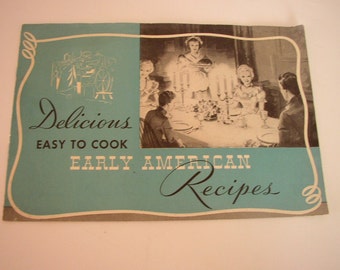 Delicious
EASY TO COOK
EARLY AMERICAN
Recipes